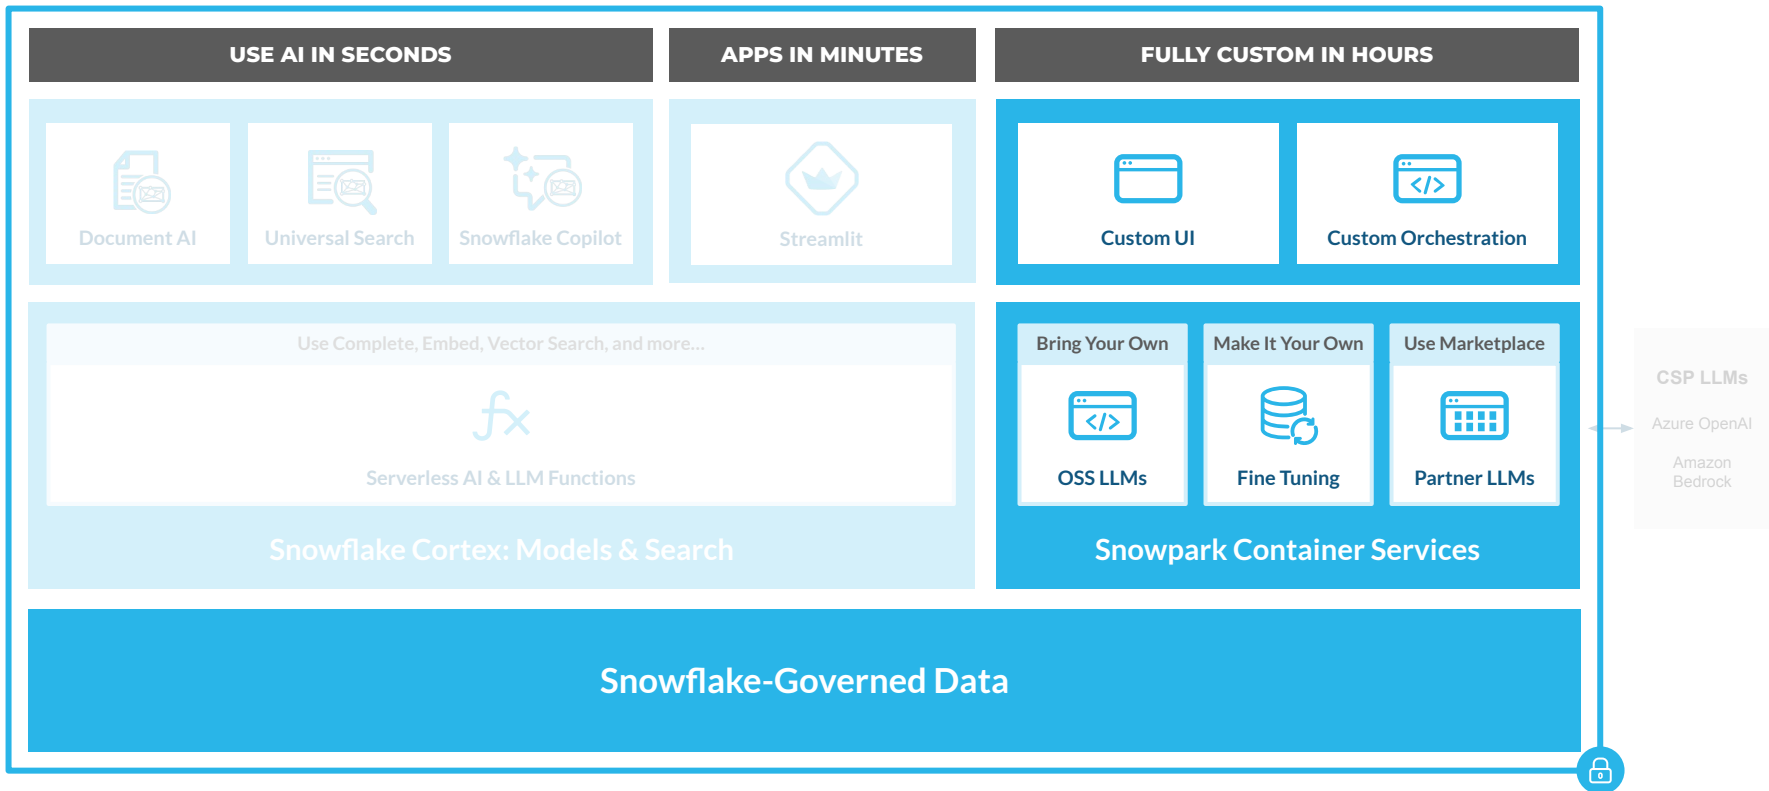 USE AI IN SECONDS
APPS IN MINUTES
FULLY CUSTOM IN HOURS
Document AI
Universal Search
Snowflake Copilot
Streamlit
Custom UI
Custom Orchestration
Use Complete, Embed, Vector Search, and more...
Serverless AI & LLM Functions
Snowflake Cortex: Models & Search
Bring Your Own
Make It Your Own
Use Marketplace
OSS LLMs
Fine Tuning
Partner LLMs
Snowpark Container Services
CSP LLMs
Azure OpenAI
Amazon
Bedrock
Snowflake-Governed Data